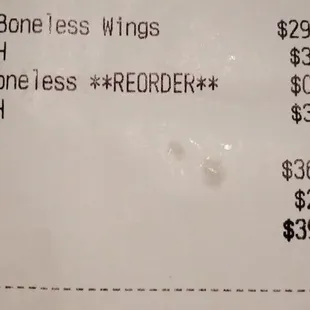 Boneless Wings $29
H $3
oneless **REORDER** $0
H $3
$36
$2
$39